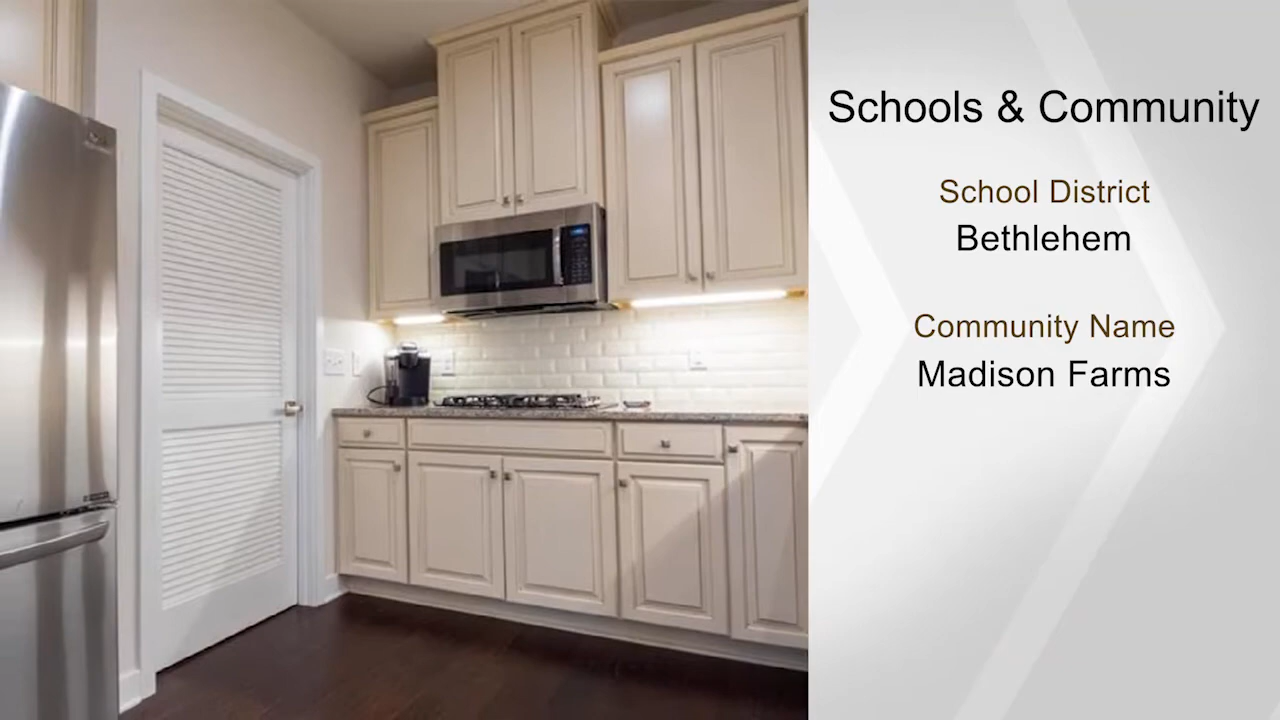 Schools & Community
School District
Bethlehem
Community Name
Madison Farms